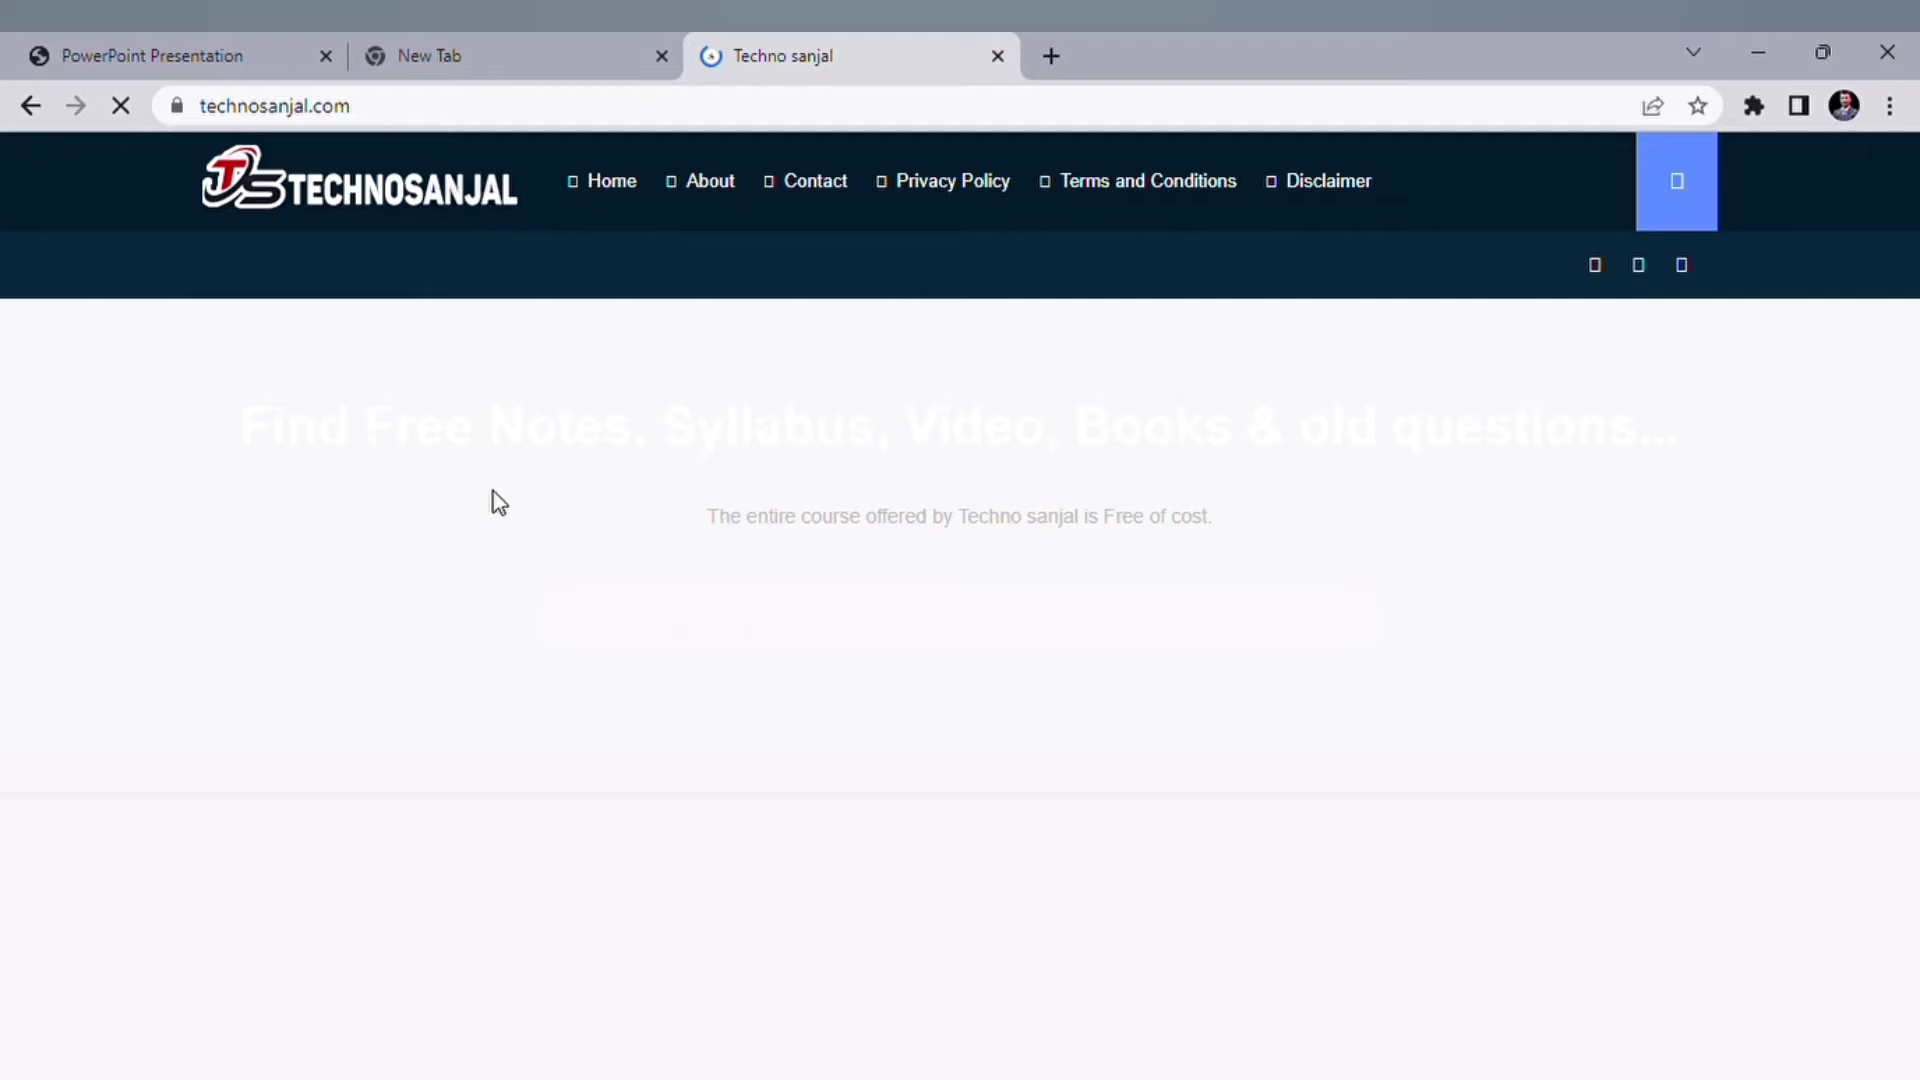 PowerPoint Presentation
New Tab
Techno sanjal
technosanjal.com
TECHNOSANJAL
Home
About
Contact
Privacy Policy
Terms and Conditions
Disclaimer
Find Free Notes, Syllabus, Video, Books & old questions...
The entire course offered by Techno sanjal is Free of cost.